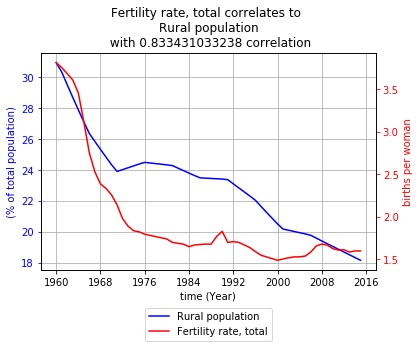 Fertility rate, total correlates to
Rural population
with 0.833431033238 correlation
(% of total population)
30
28
26
24
22
20
18
3.5
3.0
2.5
2.0
1.5
births per woman
1960 1968 1976 1984 1992 2000 2008 2016
time (Year)
Rural population
Fertility rate, total